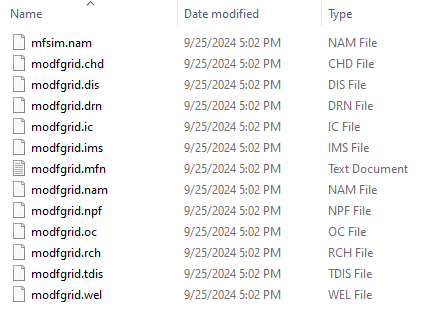 Name Date modified Type
mfsim.nam 9/25/2024 5:02 PM NAM File
modfgrid.chd 9/25/2024 5:02 PM CHD File
modfgrid.dis 9/25/2024 5:02 PM DIS File
modfgrid.drn 9/25/2024 5:02 PM DRN File
modfgrid.ic 9/25/2024 5:02 PM IC File
modfgrid.ims 9/25/2024 5:02 PM IMS File
modfgrid.mfn 9/25/2024 5:02 PM Text Document
modfgrid.nam 9/25/2024 5:02 PM NAM File
modfgrid.npf 9/25/2024 5:02 PM NPF File
modfgrid.oc 9/25/2024 5:02 PM OC File
modfgrid.rch 9/25/2024 5:02 PM RCH File
modfgrid.tdis 9/25/2024 5:02 PM TDIS File
modfgrid.wel 9/25/2024 5:02 PM WEL File